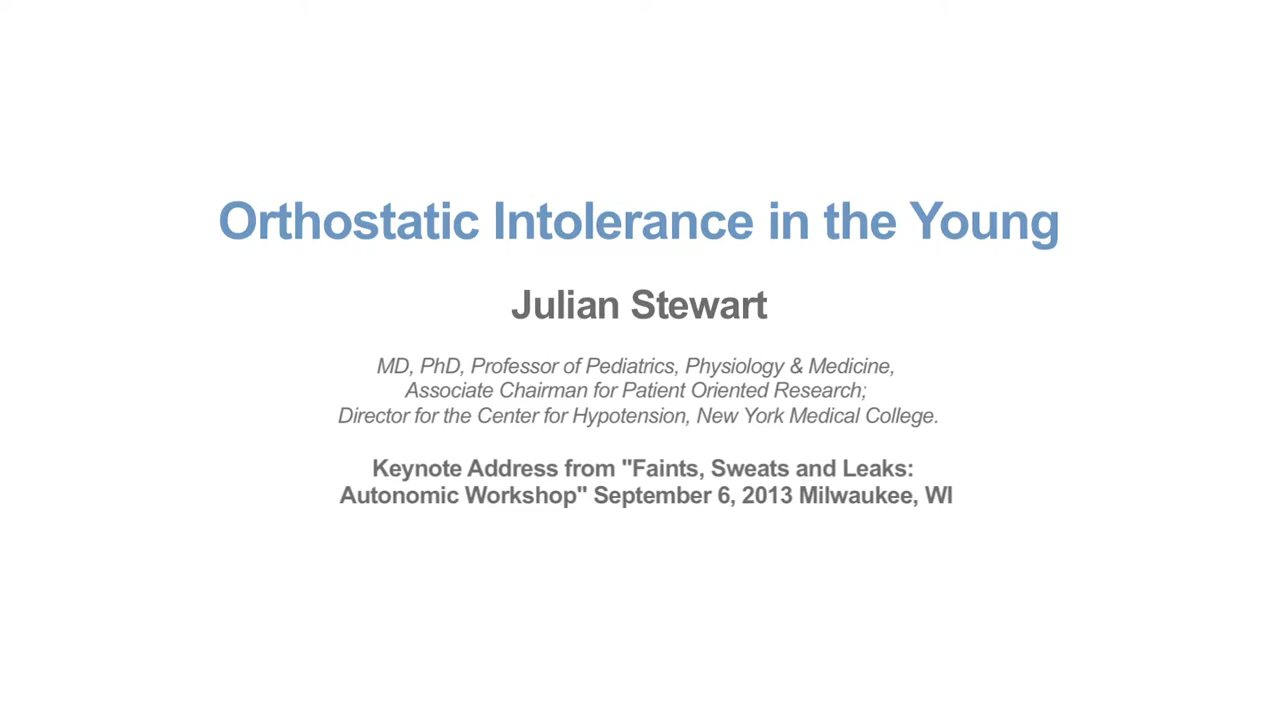 Orthostatic Intolerance in the Young
Julian Stewart
MD, PhD, Professor of Pediatrics, Physiology & Medicine,
Associate Chairman for Patient Oriented Research;
Director for the Center for Hypotension, New York Medical College.
Keynote Address from "Faints, Sweats and Leaks:
Autonomic Workshop" September 6, 2013 Milwaukee, WI